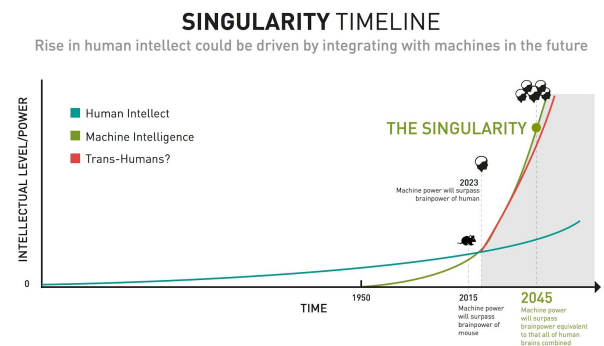 SINGULARITY TIMELINE
Rise in human intellect could be driven by integrating with machines in the future
INTELLECTUAL LEVEL/POWER
Human Intellect
Machine Intelligence
Trans-Humans?
THE SINGULARITY
2023
Machine power will surpass
brainpower of human
0
TIME
1950
2015
Machine power
will surpass
brainpower of
mouse
2045
Machine power
will surpass
brainpower equivalent
to that all of human
brains combined